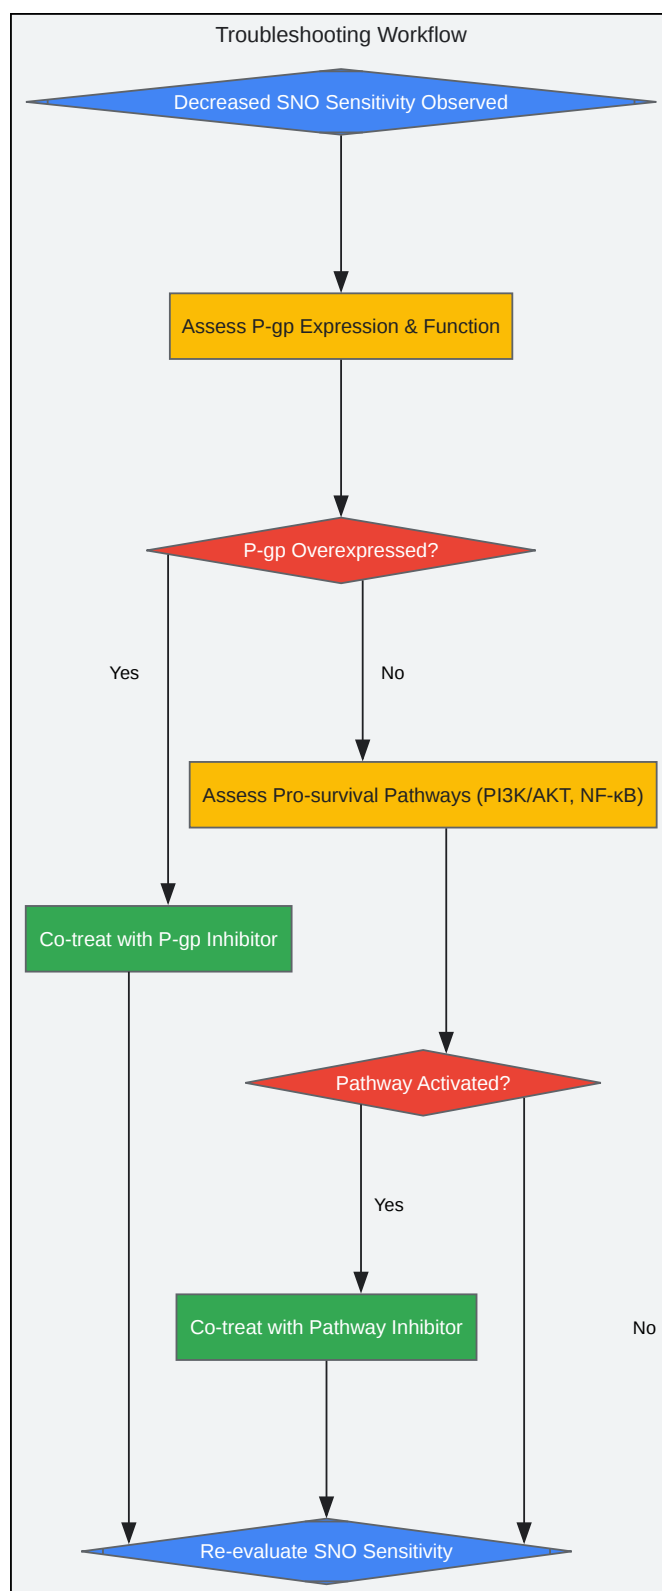 Troubleshooting Workflow
Decreased SNO Sensitivity Observed
Assess P-gp Expression & Function
P-gp Overexpressed?
Yes
No
Assess Pro-survival Pathways (PI3K/AKT, NF-κB)
Co-treat with P-gp Inhibitor
Pathway Activated?
Yes
Co-treat with Pathway Inhibitor
No
Re-evaluate SNO Sensitivity